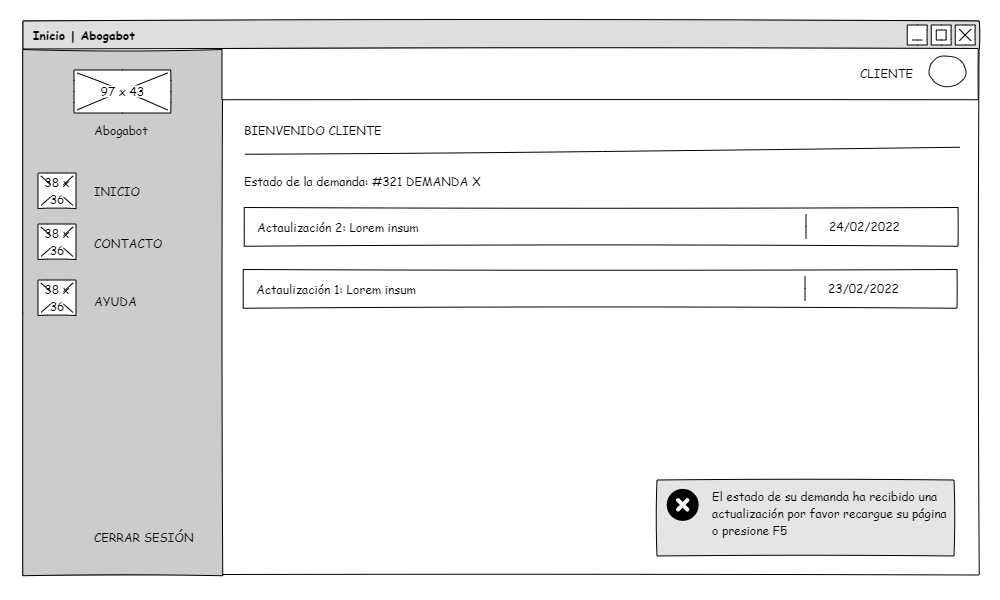 Inicio | Abogabot
CLIENTE
97 x 43
Abogabot
38 x
36
INICIO
38 x
36
CONTACTO
38 x
36
AYUDA
CERRAR SESIÓN
BIENVENIDO CLIENTE
Estado de la demanda: #321 DEMANDA X
Actaulización 2: Lorem insum 24/02/2022
Actaulización 1: Lorem insum 23/02/2022
El estado de su demanda ha recibido una
actualización por favor recargue su página
o presione F5